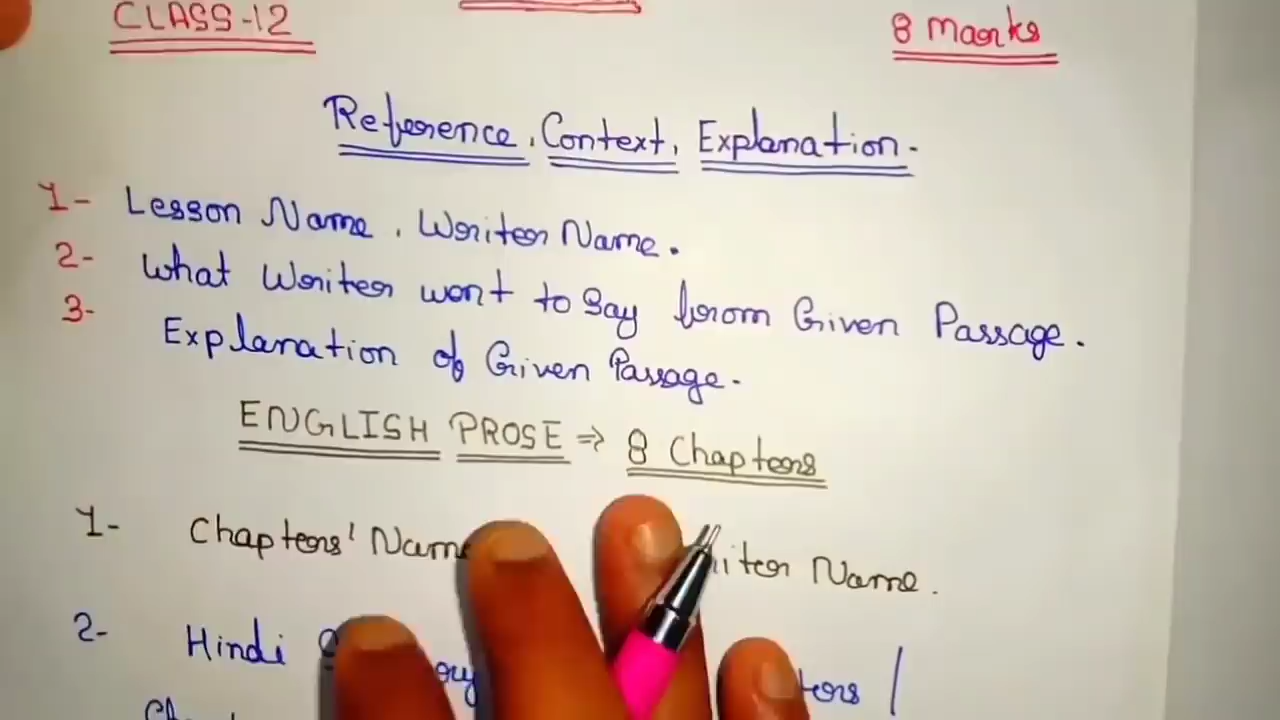 CLASS-12
8 Marks
Reference, Context, Explanation.
1- Lesson Name, Writer Name.
2- What Writer want to Say from Given Passage.
3- Explanation of Given Passage.
ENGLISH PROSE ⇒ 8 Chapters
1- Chapters' Name Name.
2- Hindi